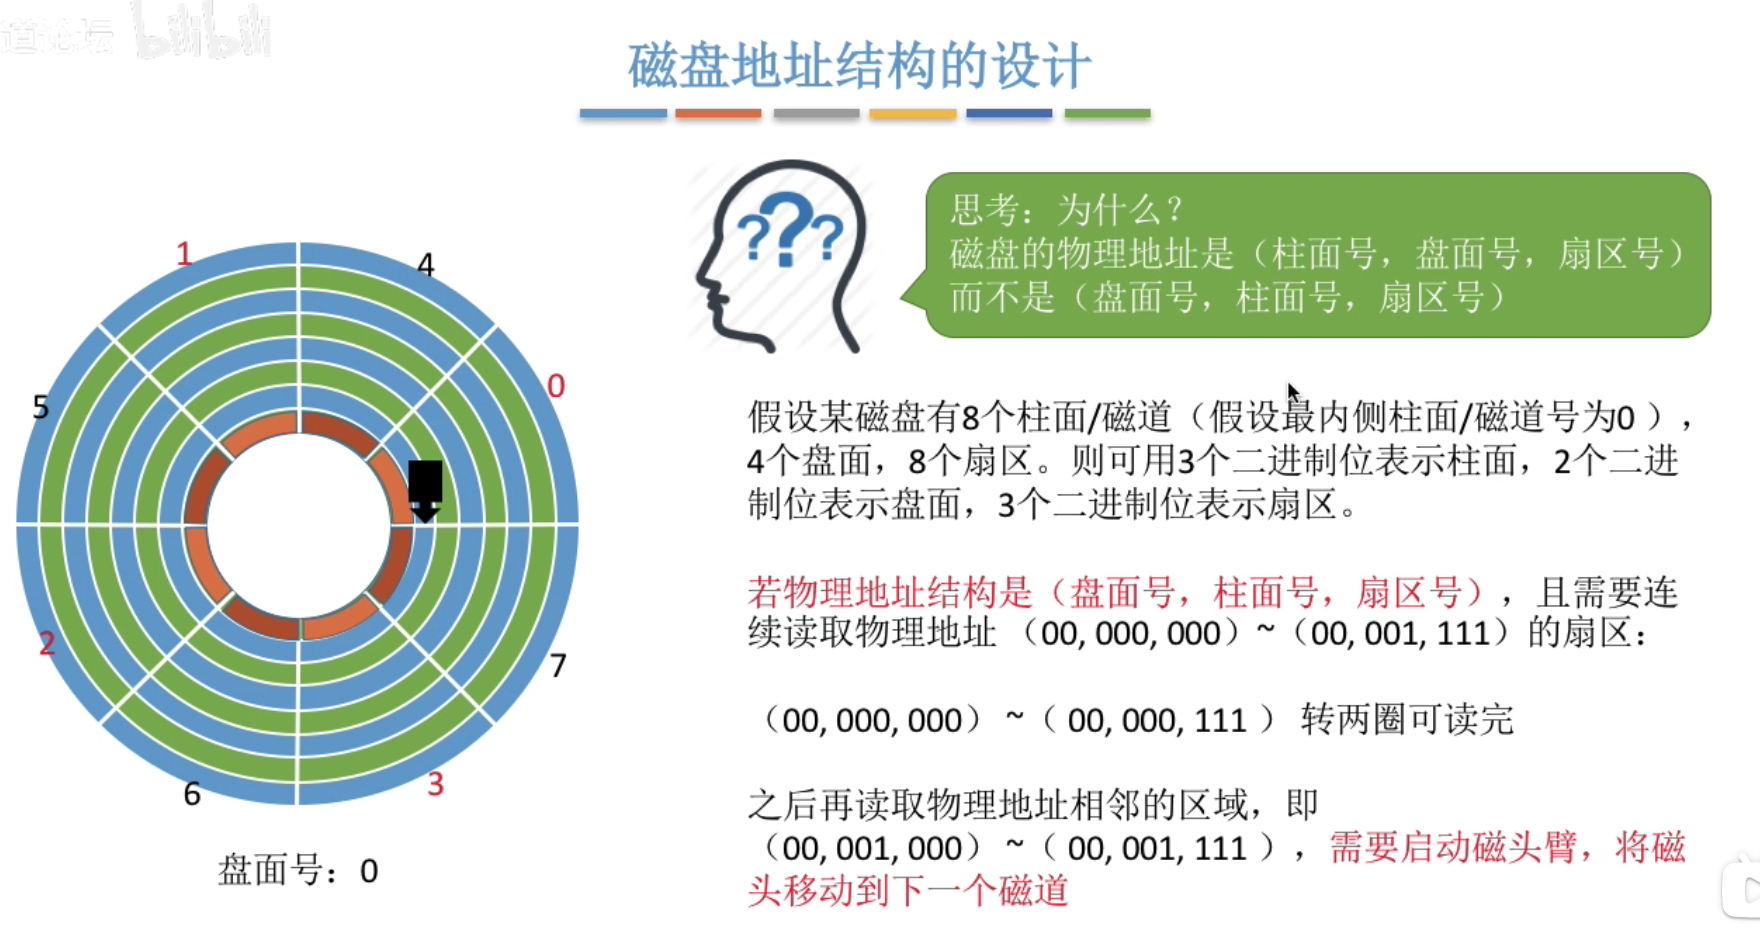 道论坛 bilibili
磁盘地址结构的设计
???
思考：为什么？
磁盘的物理地址是（柱面号，盘面号，扇区号）
而不是（盘面号，柱面号，扇区号）
1
4
0
5
2
7
6
3
盘面号：0
假设某磁盘有8个柱面/磁道（假设最内侧柱面/磁道号为0 ），
4个盘面，8个扇区。则可用3个二进制位表示柱面，2个二进
制位表示盘面，3个二进制位表示扇区。
若物理地址结构是（盘面号，柱面号，扇区号），且需要连
续读取物理地址 （00, 000, 000）~（00, 001, 111）的扇区：
（00, 000, 000） ~（ 00, 000, 111 ） 转两圈可读完
之后再读取物理地址相邻的区域，即
（00, 001, 000） ~（ 00, 001, 111 ），需要启动磁头臂，将磁
头移动到下一个磁道